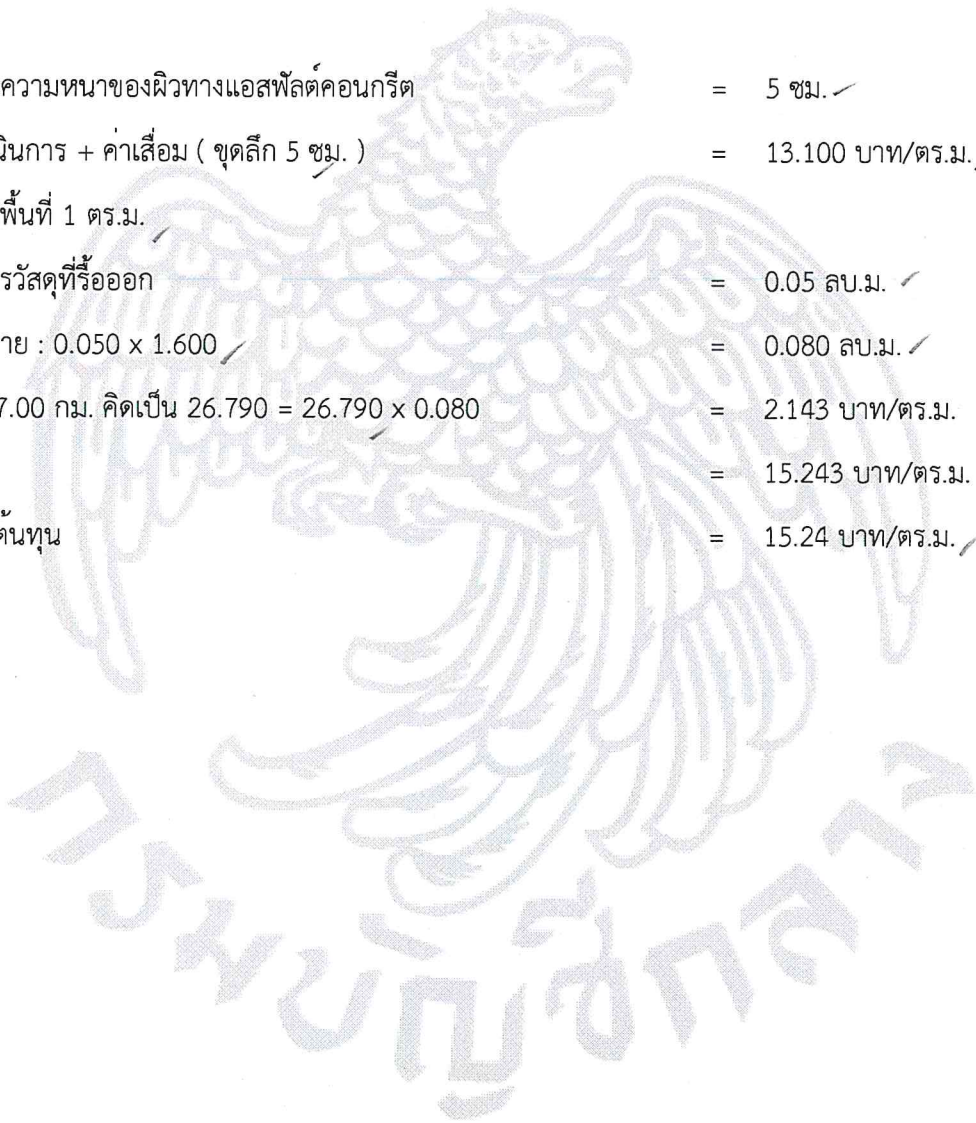 ความหนาของผิวทางแอสฟัลต์คอนกรีต = 5 ซม.
นินการ + ค่าเสื่อม ( ขุดลึก 5 ซม. ) = 13.100 บาท/ตร.ม.
พื้นที่ 1 ตร.ม.
รวัสดุที่รื้อออก = 0.05 ลบ.ม.
าย : 0.050 x 1.600 = 0.080 ลบ.ม.
7.00 กม. คิดเป็น 26.790 = 26.790 x 0.080 = 2.143 บาท/ตร.ม.
= 15.243 บาท/ตร.ม.
ต้นทุน = 15.24 บาท/ตร.ม.
กรมบัญชีกลาง